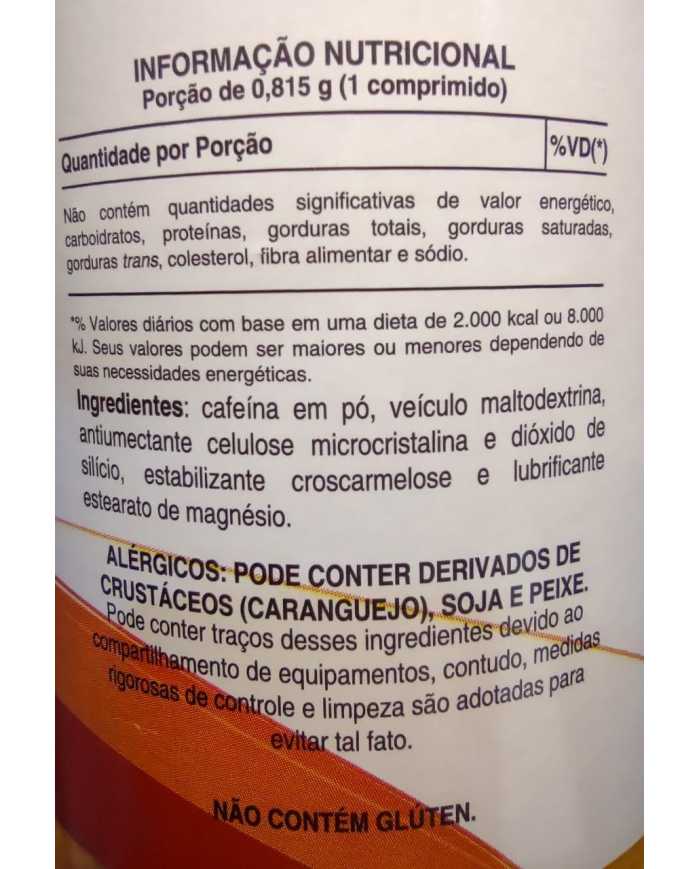 INFORMAÇÃO NUTRICIONAL
Porção de 0,815 g (1 comprimido)
Quantidade por Porção %VD(*)
Não contém quantidades significativas de valor energético,
carboidratos, proteínas, gorduras totais, gorduras saturadas,
gorduras trans, colesterol, fibra alimentar e sódio.
*% Valores diários com base em uma dieta de 2.000 kcal ou 8.000
kJ. Seus valores podem ser maiores ou menores dependendo de
suas necessidades energéticas.
Ingredientes: cafeína em pó, veículo maltodextrina,
antiumectante celulose microcristalina e dióxido de
silício, estabilizante croscarmelose e lubrificante
estearato de magnésio.
ALÉRGICOS: PODE CONTER DERIVADOS DE
CRUSTÁCEOS (CARANGUEJO), SOJA E PEIXE.
Pode conter traços desses ingredientes devido ao
compartilhamento de equipamentos, contudo, medidas
rigorosas de controle e limpeza são adotadas para
evitar tal fato.
NÃO CONTÉM GLÚTEN.